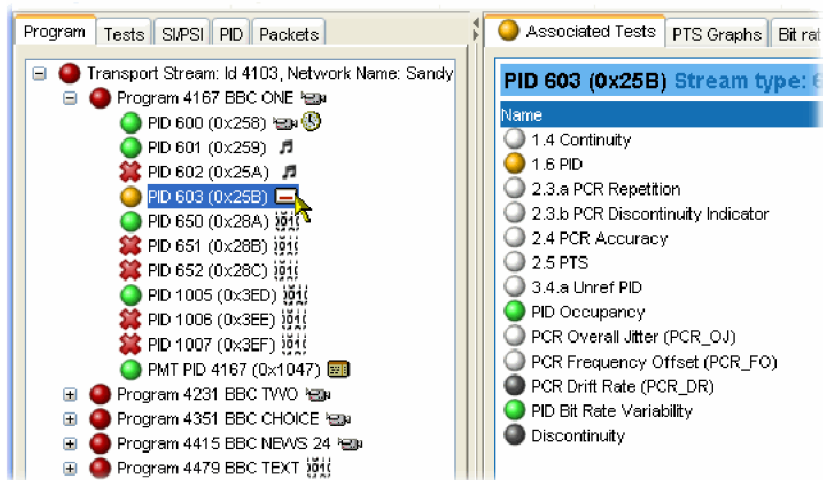 Program Tests SI/PSI PID Packets
Transport Stream: Id 4103, Network Name: Sandy
Program 4167 BBC ONE
PID 600 (0x258)
PID 601 (0x259)
PID 602 (0x25A)
PID 603 (0x25B)
PID 650 (0x28A)
PID 651 (0x28B)
PID 652 (0x28C)
PID 1005 (0x3ED)
PID 1006 (0x3EE)
PID 1007 (0x3EF)
PMT PID 4167 (0x1047)
Program 4231 BBC TWO
Program 4351 BBC CHOICE
Program 4415 BBC NEWS 24
Program 4479 BBC TEXT
Associated Tests PTS Graphs Bit rat
PID 603 (0x25B) Stream type: 6
Name
1.4 Continuity
1.6 PID
2.3.a PCR Repetition
2.3.b PCR Discontinuity Indicator
2.4 PCR Accuracy
2.5 PTS
3.4.a Unref PID
PID Occupancy
PCR Overall Jitter (PCR_OJ)
PCR Frequency Offset (PCR_FO)
PCR Drift Rate (PCR_DR)
PID Bit Rate Variability
Discontinuity